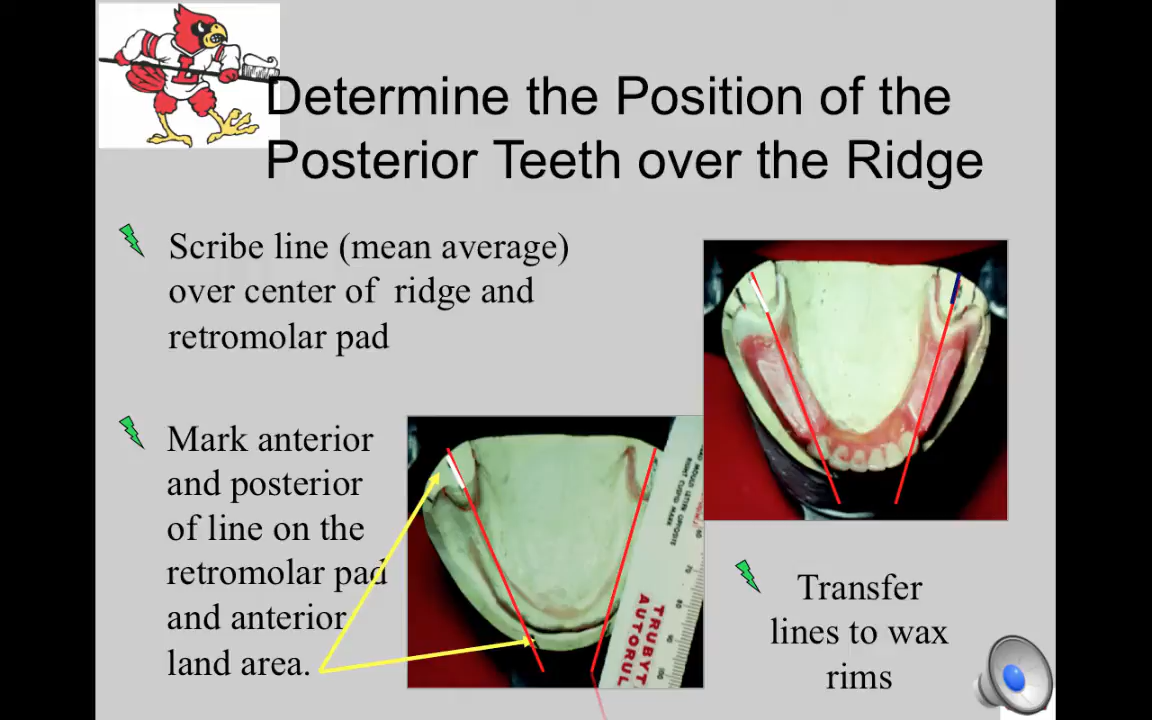 Determine the Position of the
Posterior Teeth over the Ridge
Scribe line (mean average)
over center of ridge and
retromolar pad
Mark anterior
and posterior
of line on the
retromolar pad
and anterior
land area.
Transfer
lines to wax
rims
TRUBYT
AUTORUL
L